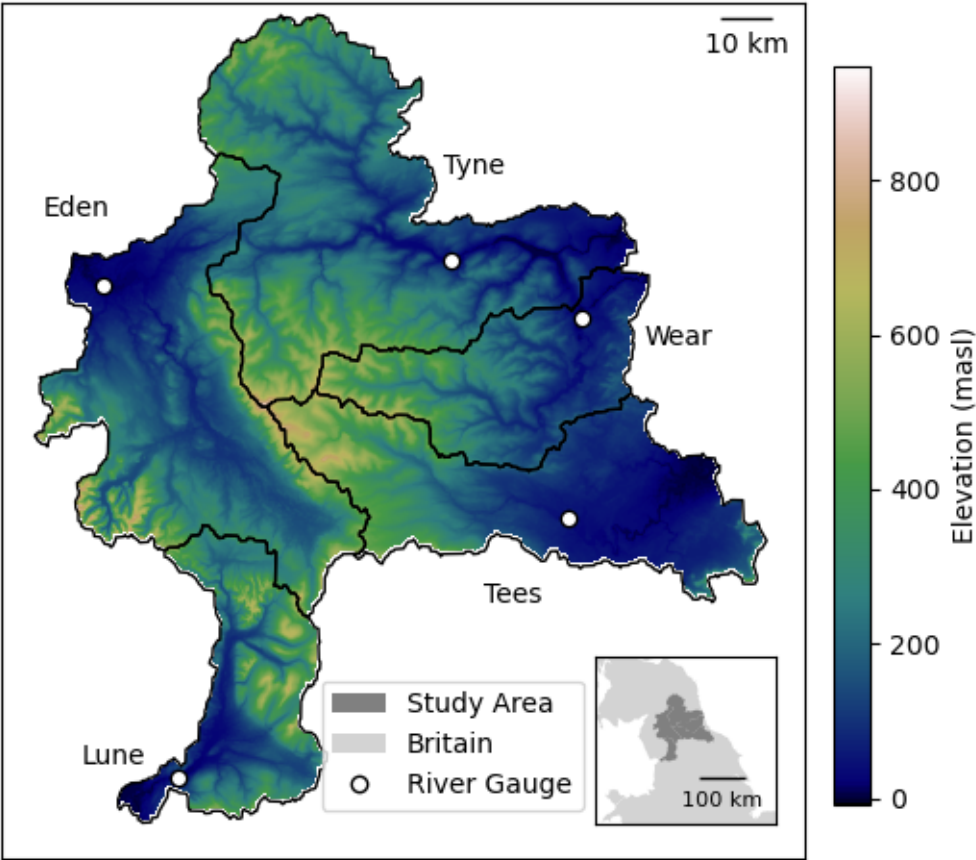 10 km
Tyne
Eden
Wear
Tees
Lune
Study Area
Britain
River Gauge
100 km
800
600
400
200
0
Elevation (masl)